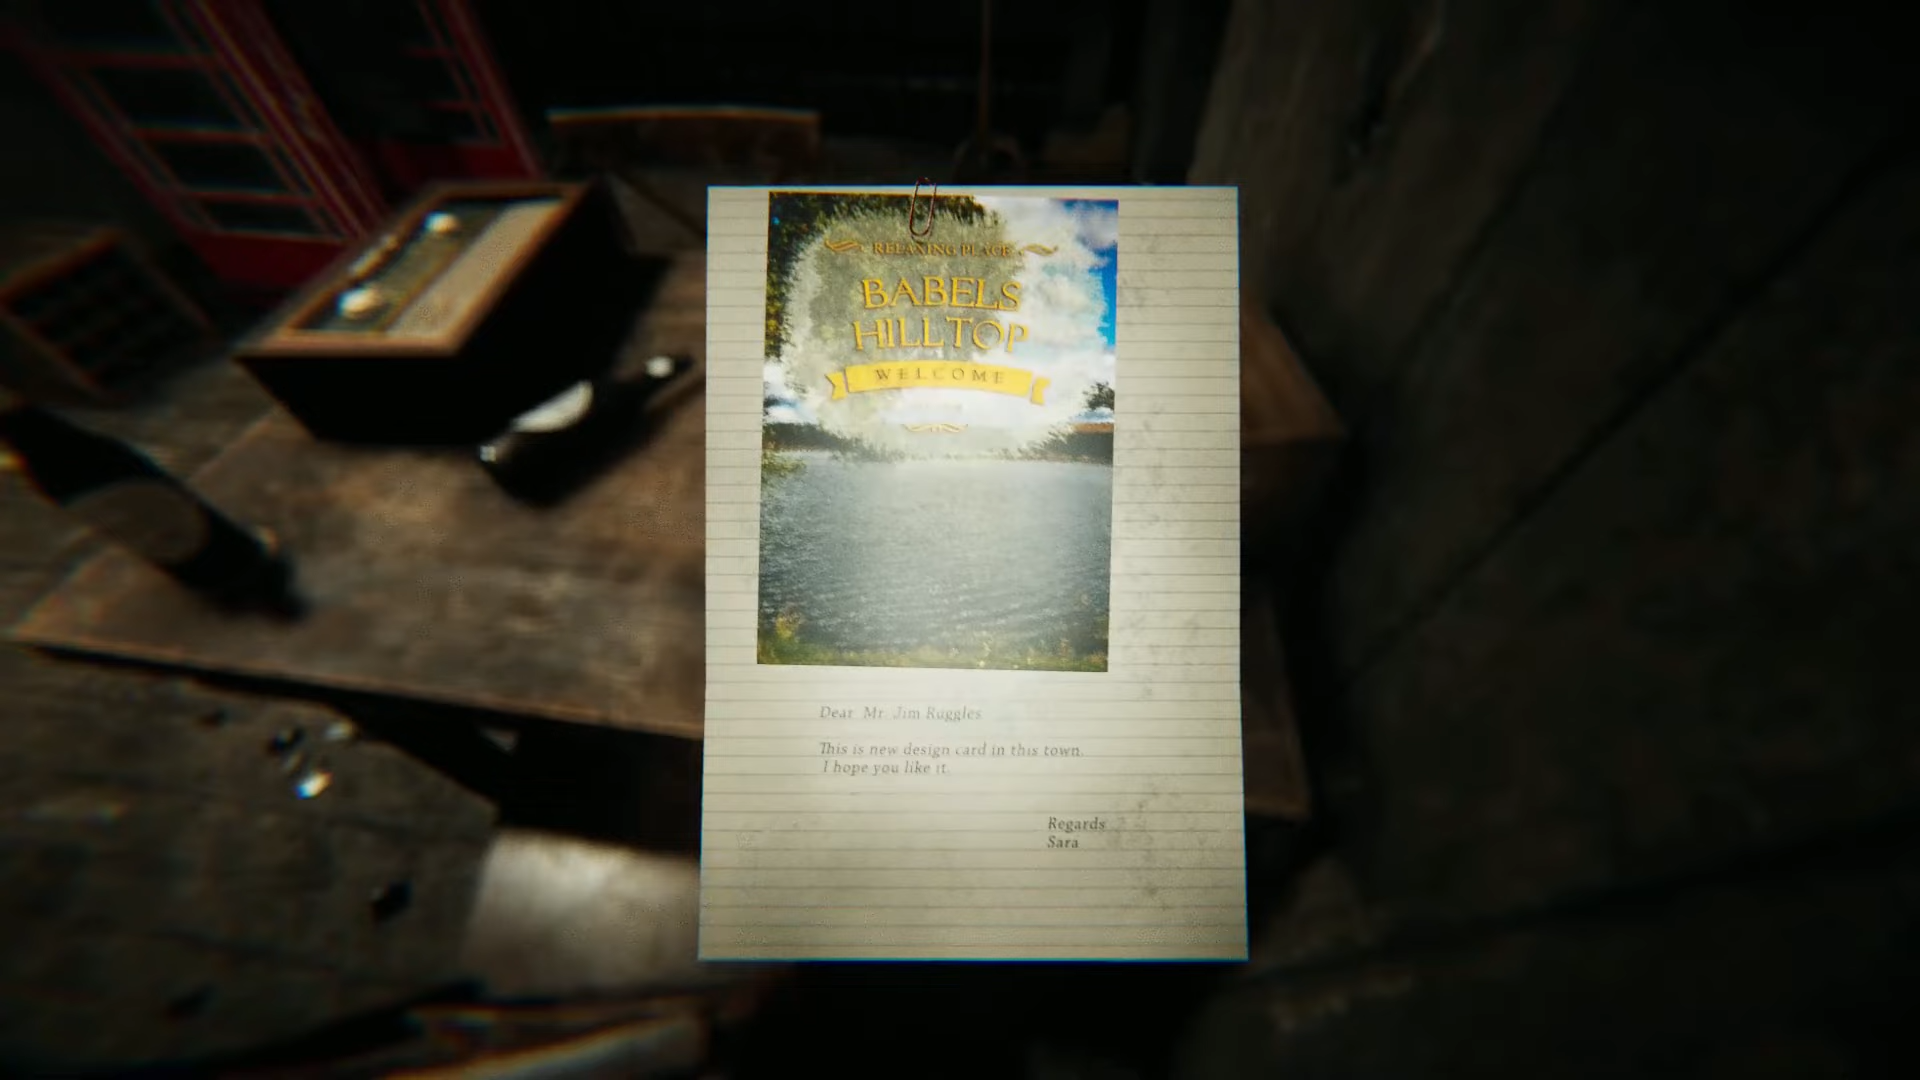 RELAXING PLACE
BABELS
HILLTOP
WELCOME
Dear Mr. Jim Ruggles
This is new design card in this town.
I hope you like it.
Regards
Sara